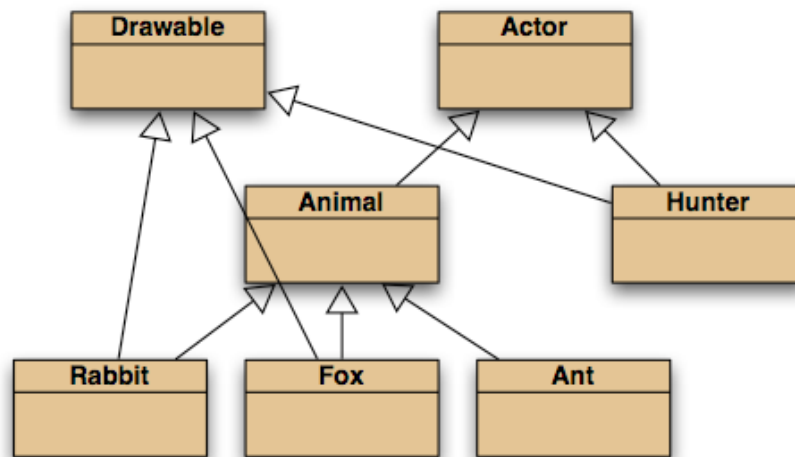 Drawable
Actor
Animal
Hunter
Rabbit
Fox
Ant